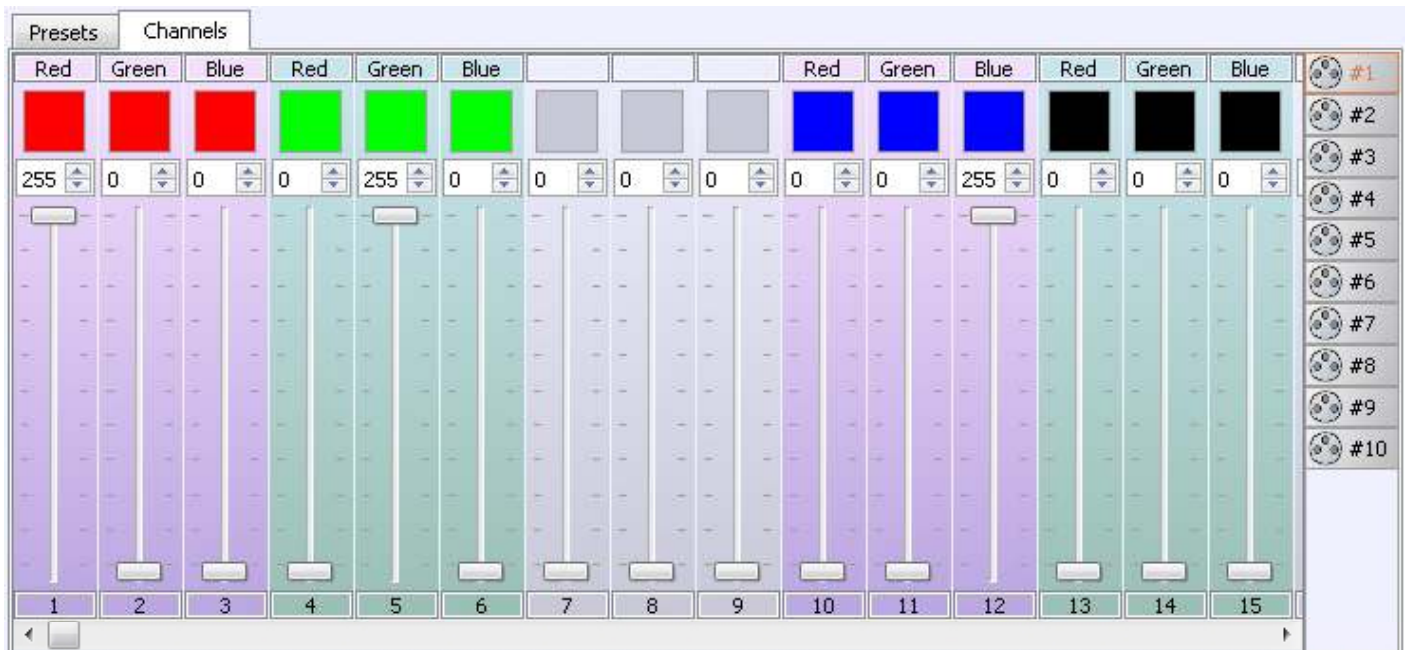 Presets Channels
Red Green Blue Red Green Blue Red Green Blue Red Green Blue
#1
#2
255 0 0 0 255 0 0 0 0 0 0 255 0 0 0
#3
#4
#5
#6
#7
#8
#9
#10
1 2 3 4 5 6 7 8 9 10 11 12 13 14 15